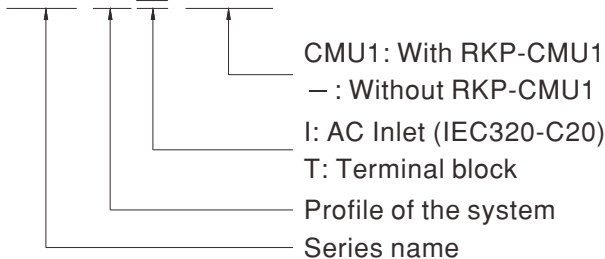 CMU1: With RKP-CMU1
– : Without RKP-CMU1
I: AC Inlet (IEC320-C20)
T: Terminal block
Profile of the system
Series name